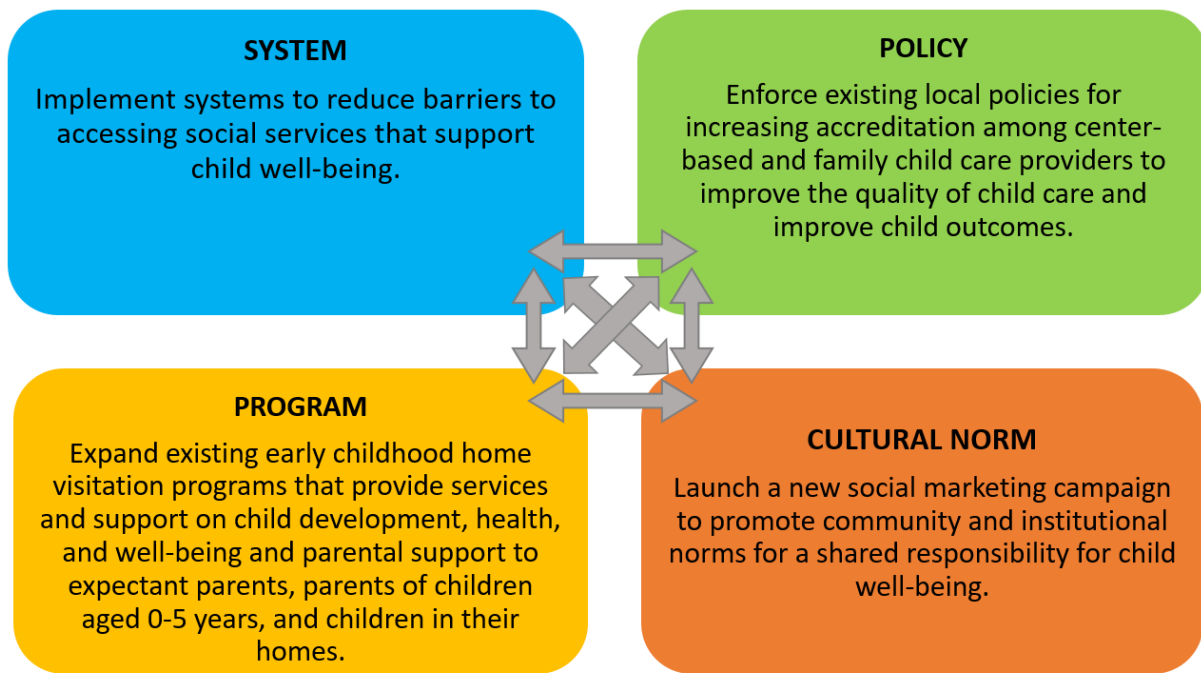 SYSTEM
Implement systems to reduce barriers to
accessing social services that support
child well-being.
POLICY
Enforce existing local policies for
increasing accreditation among center-
based and family child care providers to
improve the quality of child care and
improve child outcomes.
PROGRAM
Expand existing early childhood home
visitation programs that provide services
and support on child development, health,
and well-being and parental support to
expectant parents, parents of children
aged 0-5 years, and children in their
homes.
CULTURAL NORM
Launch a new social marketing campaign
to promote community and institutional
norms for a shared responsibility for child
well-being.